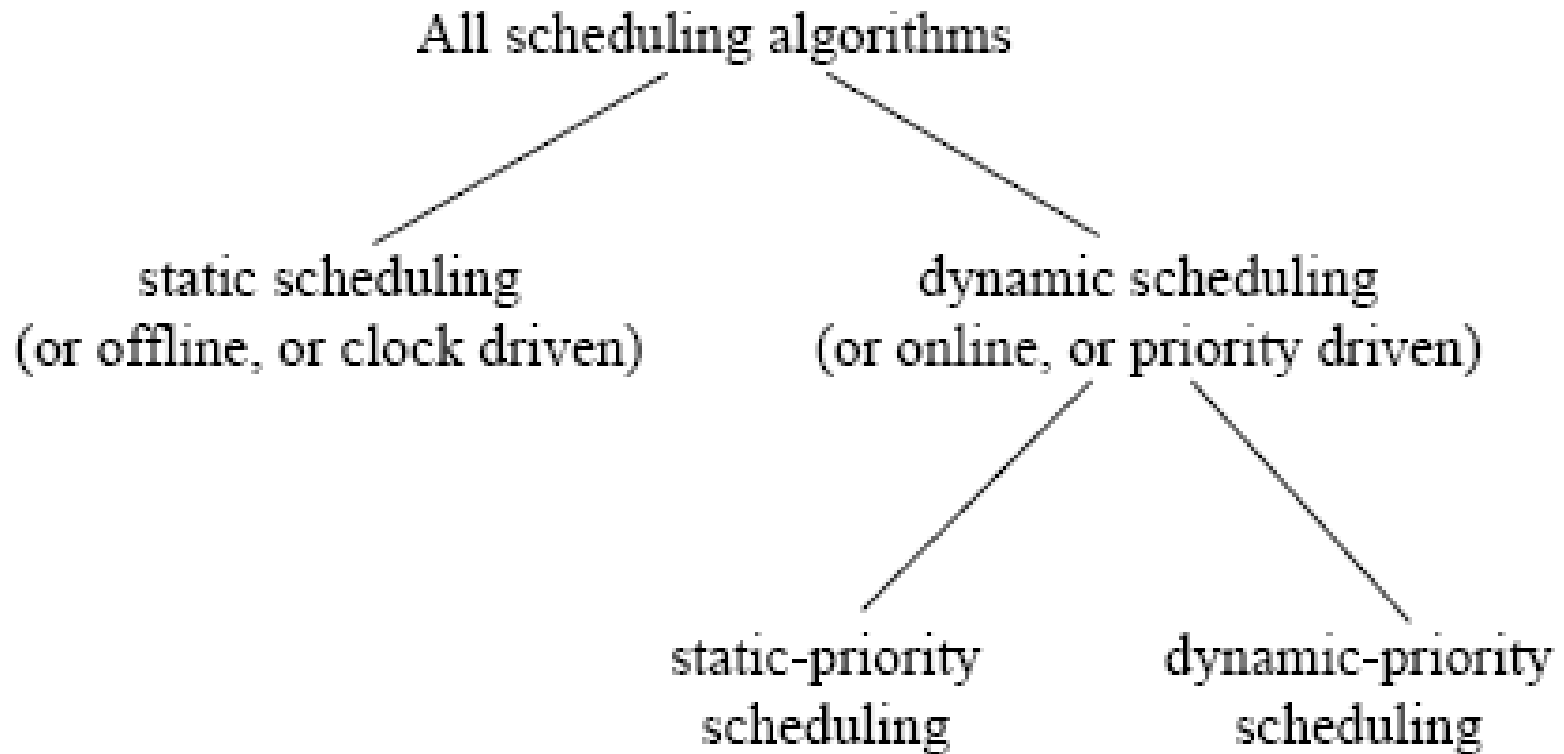 All scheduling algorithms
static scheduling
(or offline, or clock driven)
dynamic scheduling
(or online, or priority driven)
static-priority
scheduling
dynamic-priority
scheduling